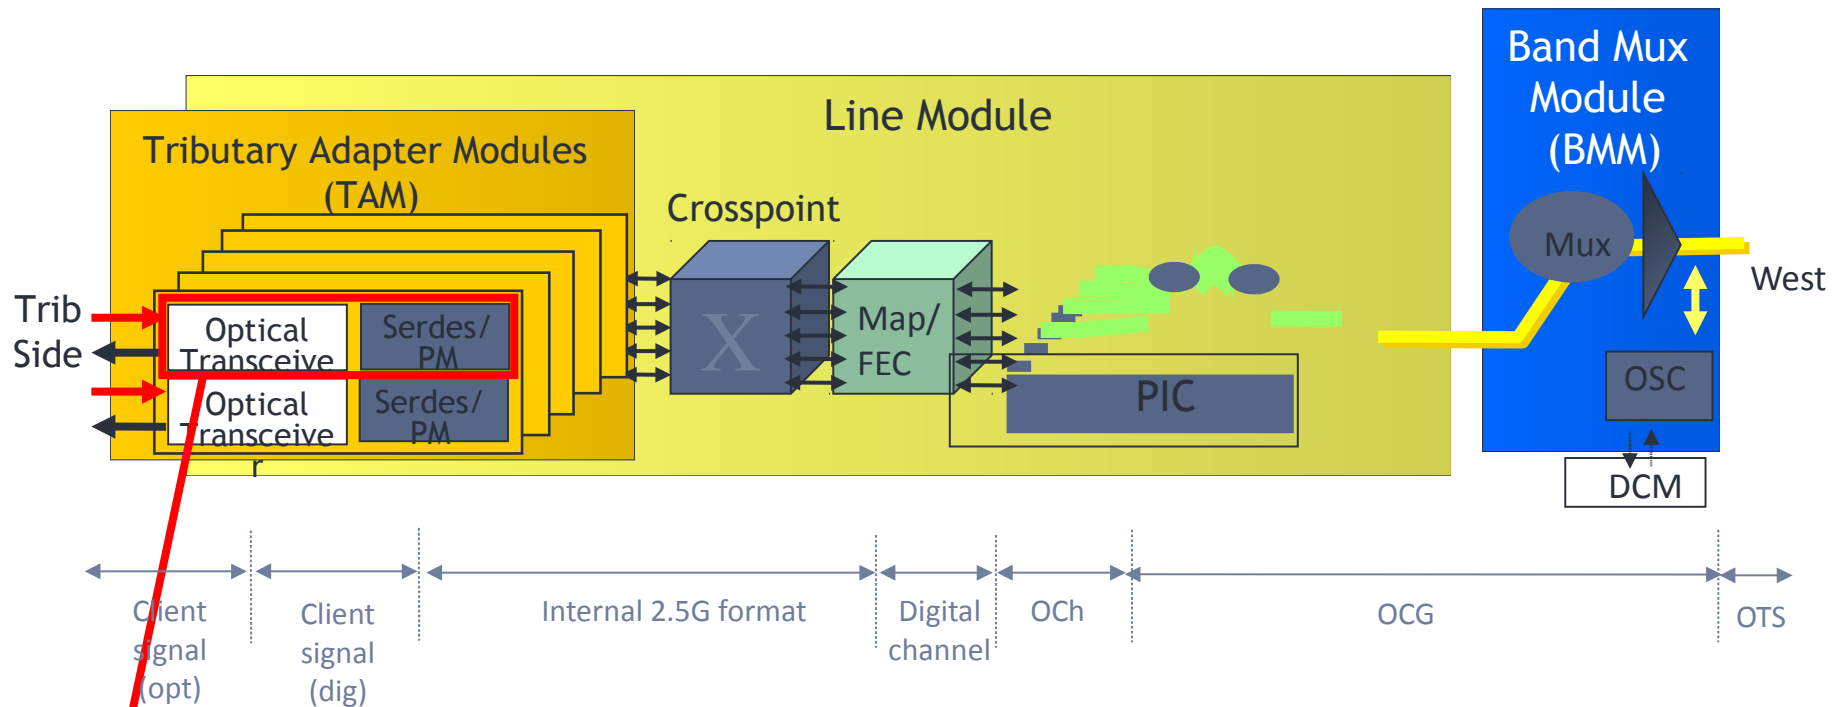 Band Mux
Module
(BMM)
Line Module
Tributary Adapter Modules
(TAM)
Crosspoint
Trib
Side
Optical
Transceive
Serdes/
PM
Optical
Transceive
r
Serdes/
PM
X
Map/
FEC
PIC
Mux
West
OSC
DCM
Client
signal
(opt)
Client
signal
(dig)
Internal 2.5G format
Digital
channel
OCh
OCG
OTS